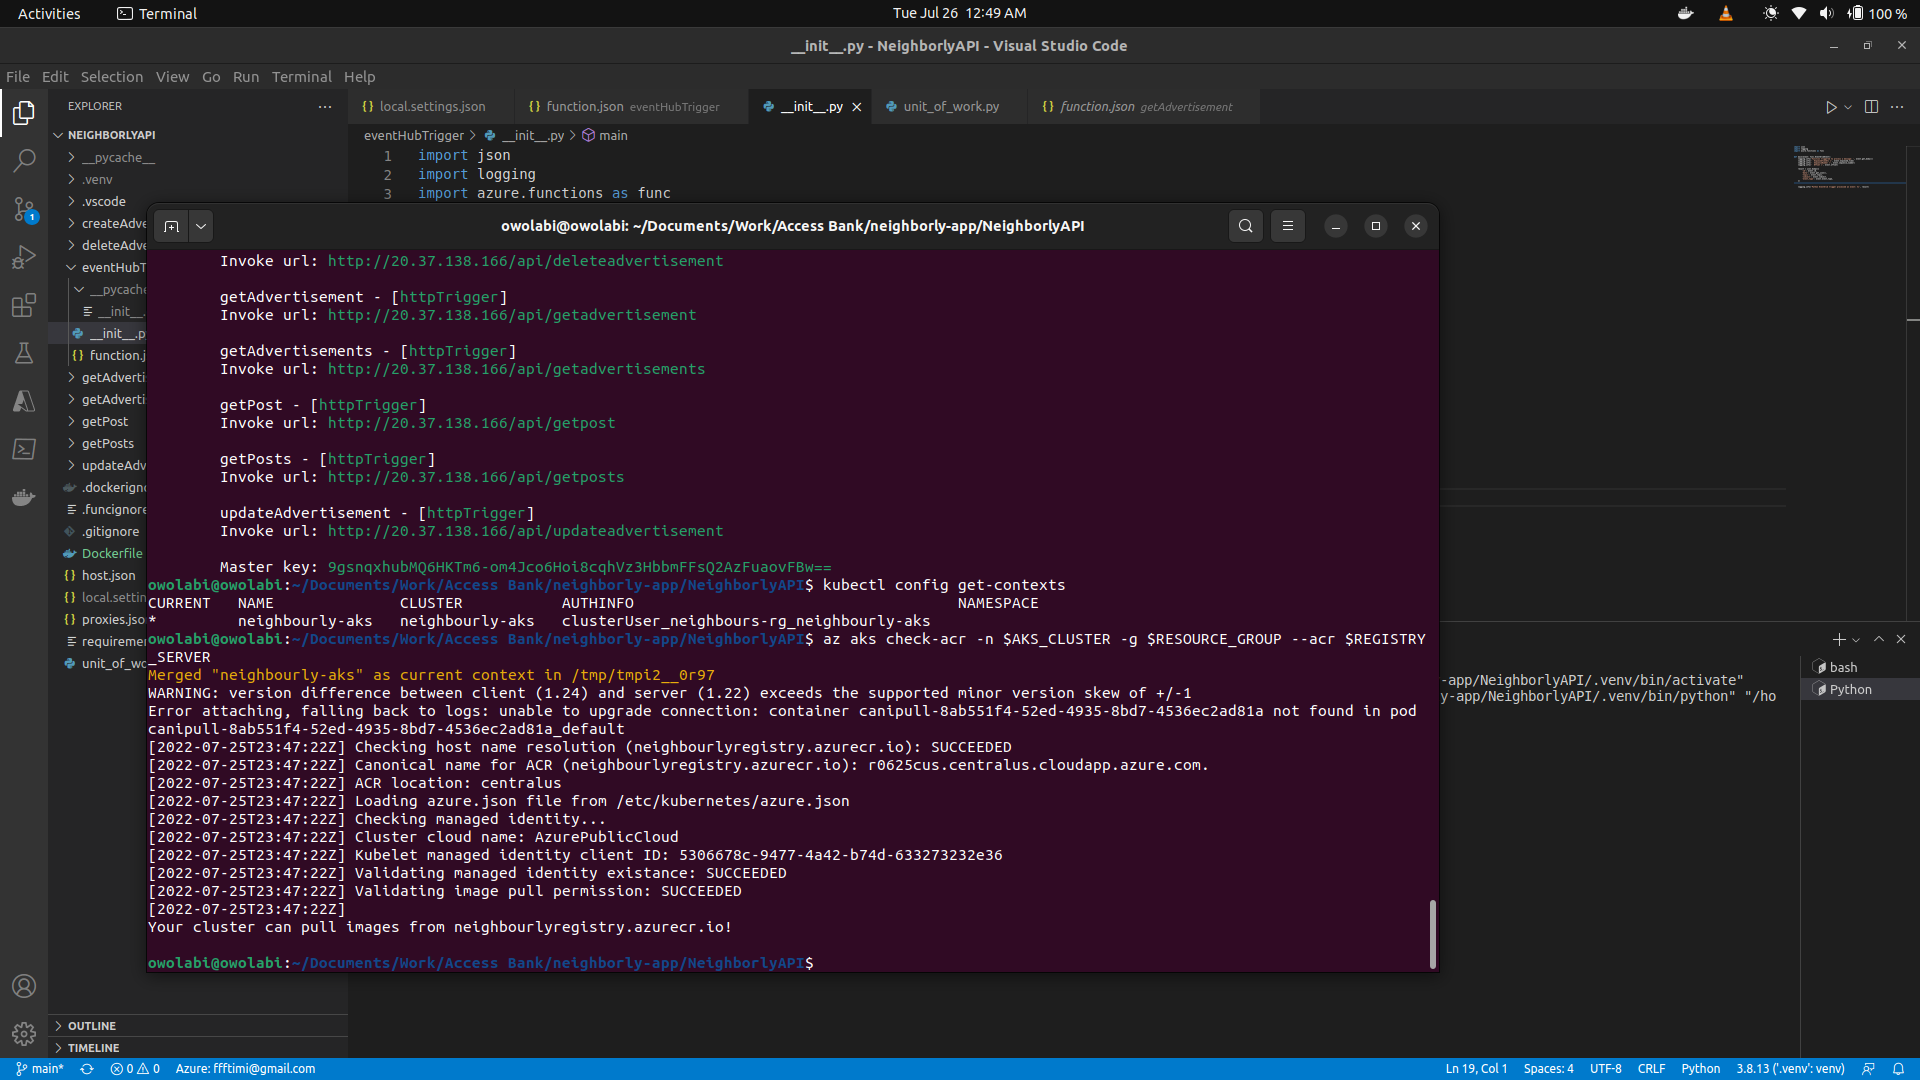 Activities
Terminal
Tue Jul 26 12:49 AM
100 %
__init__.py - NeighborlyAPI - Visual Studio Code
File Edit Selection View Go Run Terminal Help
EXPLORER
NEIGHBORLYAPI
__pycache__
.venv
.vscode
createAdve
deleteAdve
eventHubT
__pycache
__init__.
__init__.p
function.j
getAdverti
getAdverti
getPost
getPosts
updateAdv
.dockerigno
.funcignore
.gitignore
Dockerfile
host.json
local.settin
proxies.jso
requiremen
unit_of_wo
OUTLINE
TIMELINE
1
local.settings.json
function.json eventHubTrigger
__init__.py
unit_of_work.py
function.json getAdvertisement
eventHubTrigger > __init__.py > main
1 import json
2 import logging
3 import azure.functions as func
owolabi@owolabi: ~/Documents/Work/Access Bank/neighborly-app/NeighborlyAPI
Invoke url: http://20.37.138.166/api/deleteadvertisement
getAdvertisement - [httpTrigger]
Invoke url: http://20.37.138.166/api/getadvertisement
getAdvertisements - [httpTrigger]
Invoke url: http://20.37.138.166/api/getadvertisements
getPost - [httpTrigger]
Invoke url: http://20.37.138.166/api/getpost
getPosts - [httpTrigger]
Invoke url: http://20.37.138.166/api/getposts
updateAdvertisement - [httpTrigger]
Invoke url: http://20.37.138.166/api/updateadvertisement
Master key: 9gsnqxhubMQ6HKTm6-om4Jco6Hoi8cqhVz3HbbmFFsQ2AzFuaovFBw==
owolabi@owolabi:~/Documents/Work/Access Bank/neighborly-app/NeighborlyAPI$ kubectl config get-contexts
CURRENT NAME CLUSTER AUTHINFO NAMESPACE
* neighbourly-aks neighbourly-aks clusterUser_neighbours-rg_neighbourly-aks
owolabi@owolabi:~/Documents/Work/Access Bank/neighborly-app/NeighborlyAPI$ az aks check-acr -n $AKS_CLUSTER -g $RESOURCE_GROUP --acr $REGISTRY
_SERVER
Merged "neighbourly-aks" as current context in /tmp/tmpi2__0r97
WARNING: version difference between client (1.24) and server (1.22) exceeds the supported minor version skew of +/-1
Error attaching, falling back to logs: unable to upgrade connection: container canipull-8ab551f4-52ed-4935-8bd7-4536ec2ad81a not found in pod
canipull-8ab551f4-52ed-4935-8bd7-4536ec2ad81a_default
[2022-07-25T23:47:22Z] Checking host name resolution (neighbourlyregistry.azurecr.io): SUCCEEDED
[2022-07-25T23:47:22Z] Canonical name for ACR (neighbourlyregistry.azurecr.io): r0625cus.centralus.cloudapp.azure.com.
[2022-07-25T23:47:22Z] ACR location: centralus
[2022-07-25T23:47:22Z] Loading azure.json file from /etc/kubernetes/azure.json
[2022-07-25T23:47:22Z] Checking managed identity...
[2022-07-25T23:47:22Z] Cluster cloud name: AzurePublicCloud
[2022-07-25T23:47:22Z] Kubelet managed identity client ID: 5306678c-9477-4a42-b74d-633273232e36
[2022-07-25T23:47:22Z] Validating managed identity existance: SUCCEEDED
[2022-07-25T23:47:22Z] Validating image pull permission: SUCCEEDED
[2022-07-25T23:47:22Z]
Your cluster can pull images from neighbourlyregistry.azurecr.io!
owolabi@owolabi:~/Documents/Work/Access Bank/neighborly-app/NeighborlyAPI$
-app/NeighborlyAPI/.venv/bin/activate"
y-app/NeighborlyAPI/.venv/bin/python" "/ho
bash
Python
main* 0 0 Azure: ffftimi@gmail.com
Ln 19, Col 1 Spaces: 4 UTF-8 CRLF Python 3.8.13 ('.venv': venv)